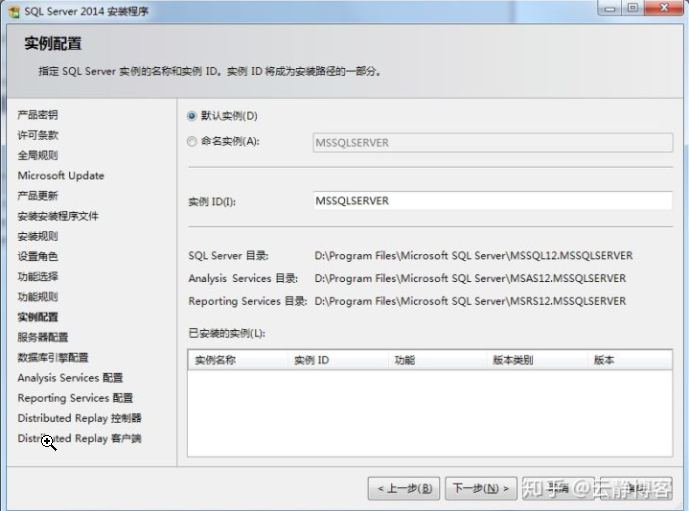 SQL Server 2014 安装程序
实例配置
指定 SQL Server 实例的名称和实例 ID。实例 ID 将成为安装路径的一部分。
产品密钥
许可条款
全局规则
Microsoft Update
产品更新
安装安装程序文件
安装规则
设置角色
功能选择
功能规则
实例配置
服务器配置
数据库引擎配置
Analysis Services 配置
Reporting Services 配置
Distributed Replay 控制器
Distributed Replay 客户端
默认实例(D)
命名实例(A): MSSQLSERVER
实例 ID(I): MSSQLSERVER
SQL Server 目录: D:\Program Files\Microsoft SQL Server\MSSQL12.MSSQLSERVER
Analysis Services 目录: D:\Program Files\Microsoft SQL Server\MSAS12.MSSQLSERVER
Reporting Services 目录: D:\Program Files\Microsoft SQL Server\MSRS12.MSSQLSERVER
已安装的实例(L):
实例名称 实例 ID 功能 版本类别 版本
< 上一步(B) 下一步(N) > 取消
知乎 @云静博客